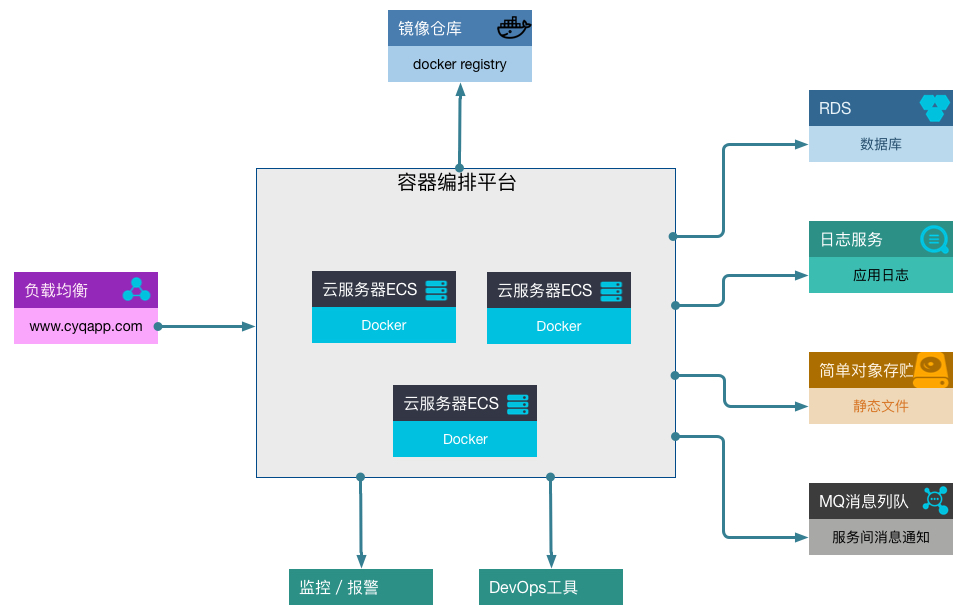 镜像仓库
docker registry
RDS
数据库
容器编排平台
日志服务
应用日志
负载均衡
www.cyqapp.com
云服务器ECS
Docker
云服务器ECS
Docker
简单对象存贮
静态文件
云服务器ECS
Docker
MQ消息列队
服务间消息通知
监控 / 报警
DevOps工具